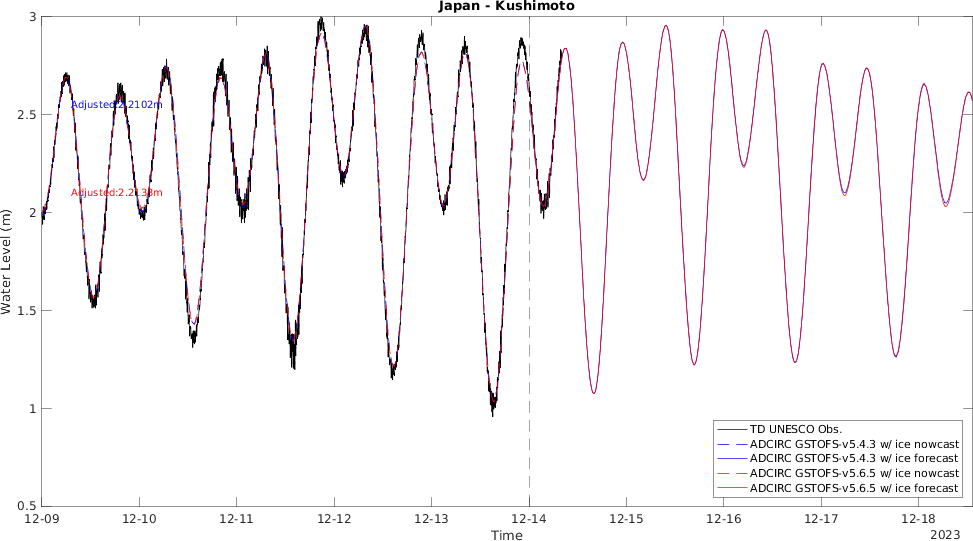 Japan - Kushimoto
3
2.5
2
1.5
1
0.5
Water Level (m)
Adjusted:2.2102m
Adjusted:2.2138m
TD UNESCO Obs.
ADCIRC GSTOFS-v5.4.3 w/ ice nowcast
ADCIRC GSTOFS-v5.4.3 w/ ice forecast
ADCIRC GSTOFS-v5.6.5 w/ ice nowcast
ADCIRC GSTOFS-v5.6.5 w/ ice forecast
12-09 12-10 12-11 12-12 12-13 12-14 12-15 12-16 12-17 12-18
Time
2023